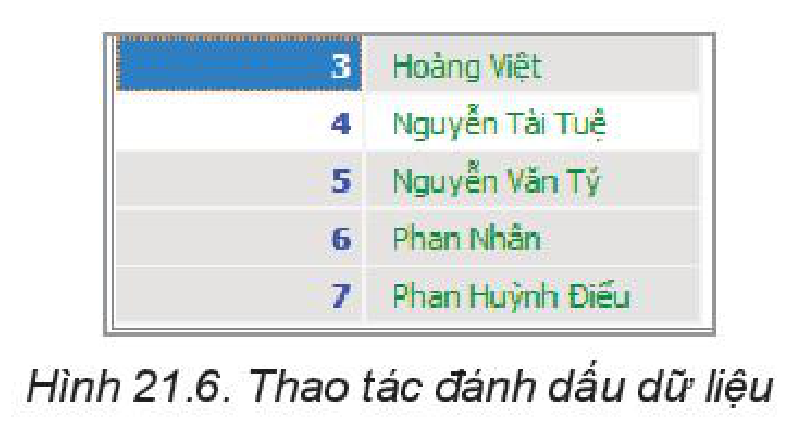 3 Hoàng Việt
4 Nguyễn Tài Tuệ
5 Nguyễn Văn Tý
6 Phan Nhân
7 Phan Huỳnh Điểu
Hình 21.6. Thao tác đánh dấu dữ liệu